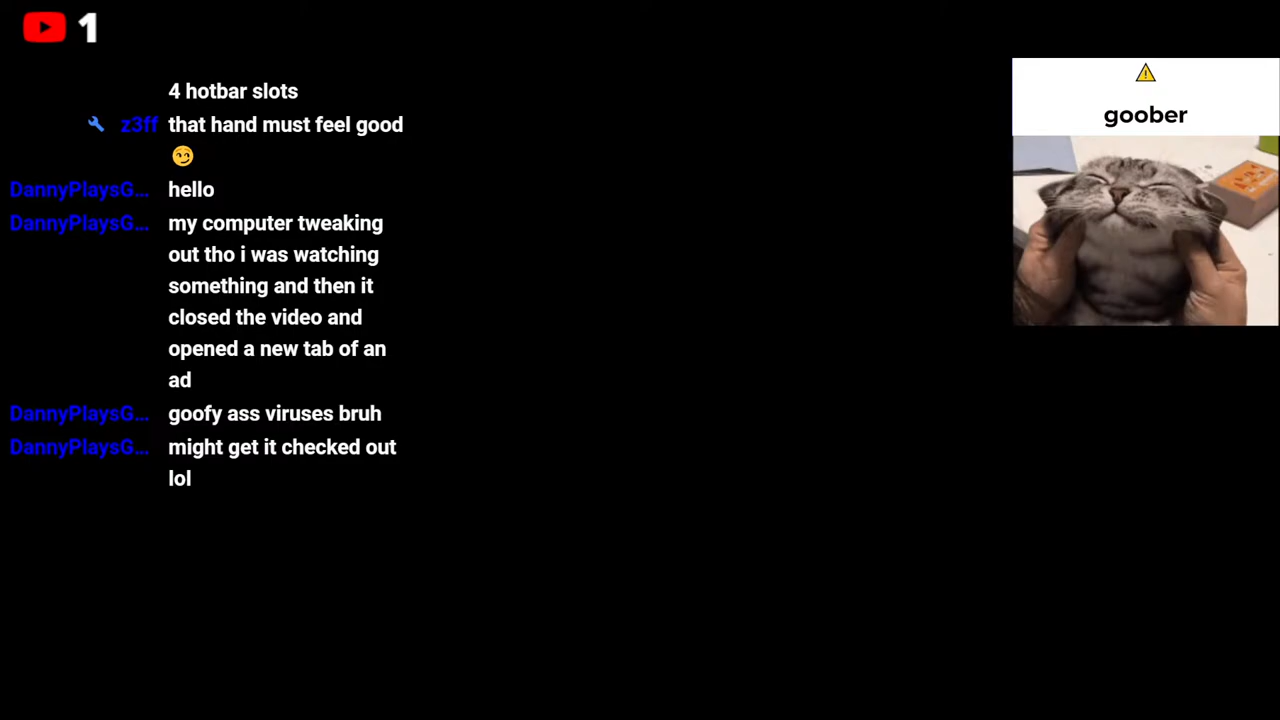 1
4 hotbar slots
z3ff that hand must feel good
😏
DannyPlaysG... hello
DannyPlaysG... my computer tweaking
out tho i was watching
something and then it
closed the video and
opened a new tab of an
ad
DannyPlaysG... goofy ass viruses bruh
DannyPlaysG... might get it checked out
lol
⚠️
goober